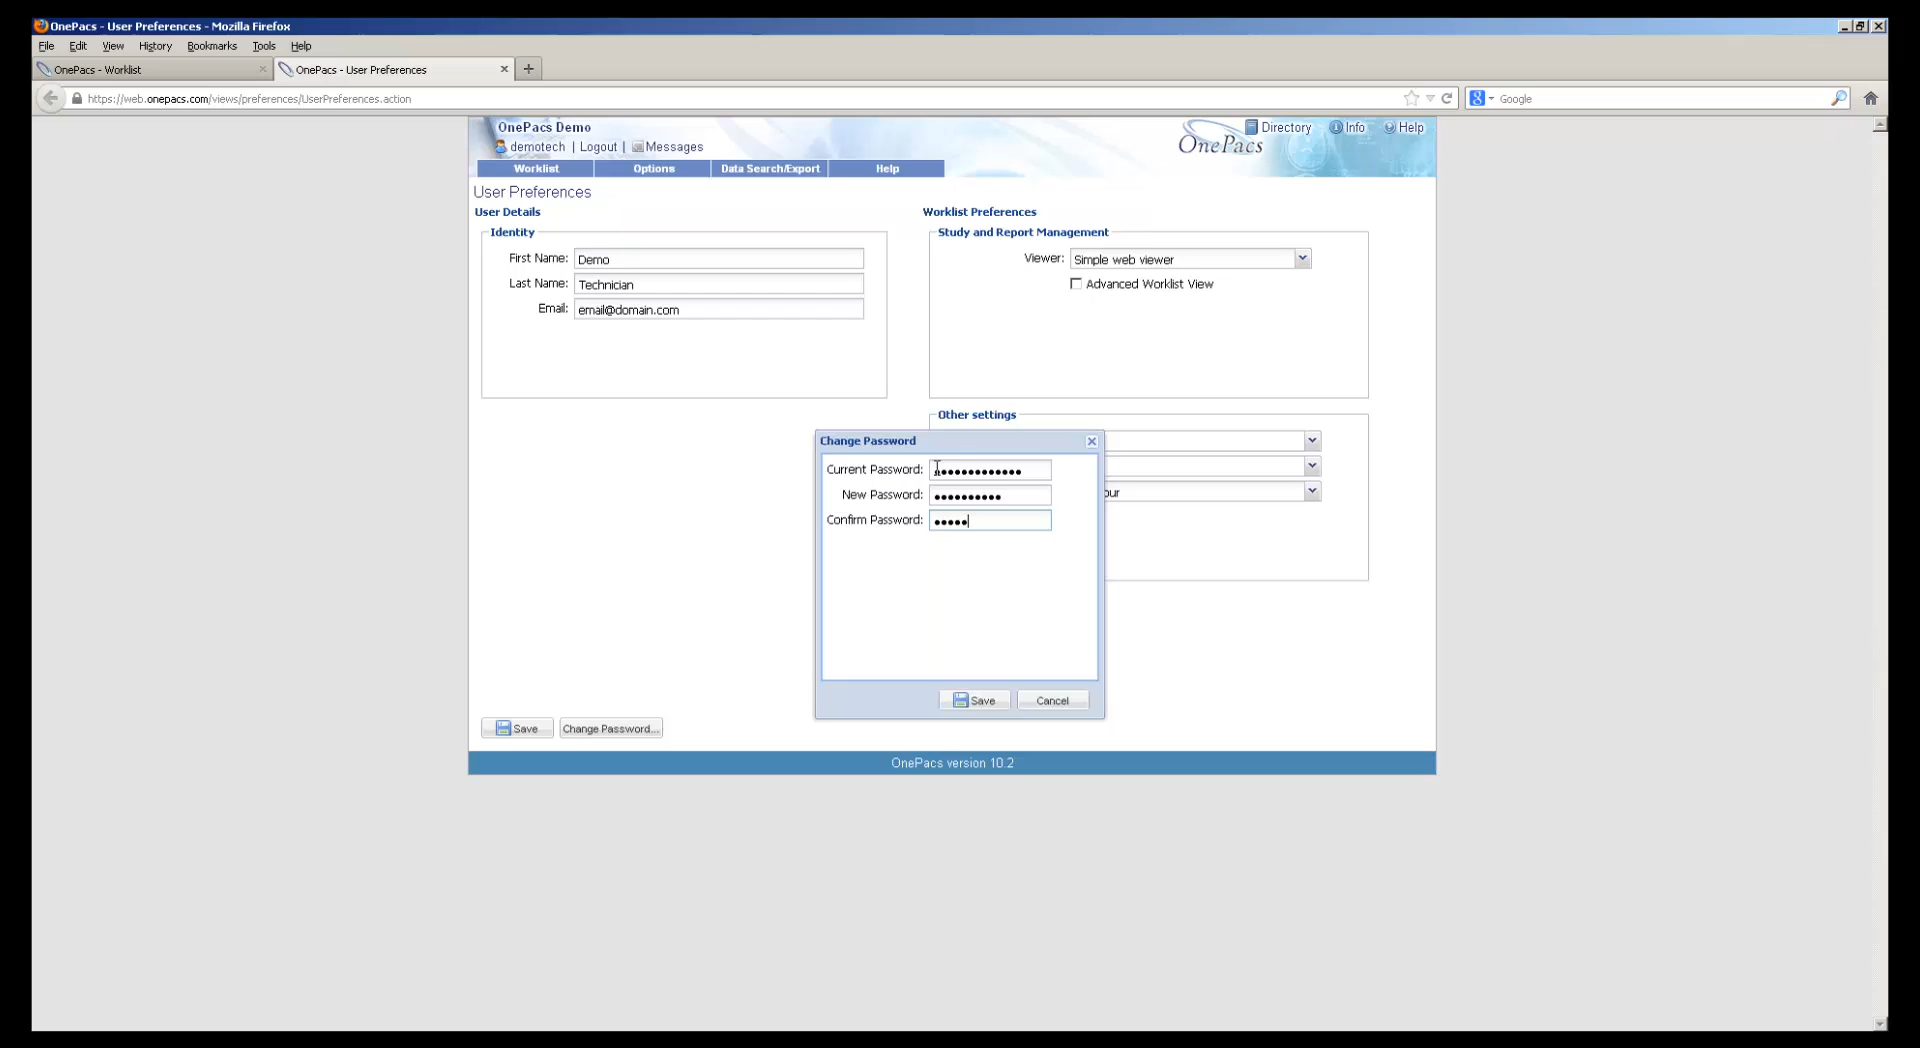 OnePacs - User Preferences - Mozilla Firefox
File Edit View History Bookmarks Tools Help
OnePacs - Worklist
OnePacs - User Preferences
https://web.onepacs.com/views/preferences/UserPreferences.action
Google
OnePacs Demo
demotech | Logout | Messages
OnePacs
Directory Info Help
Worklist Options Data Search/Export Help
User Preferences
User Details
Identity
First Name: Demo
Last Name: Technician
Email: email@domain.com
Worklist Preferences
Study and Report Management
Viewer: Simple web viewer
Advanced Worklist View
Other settings
our
Change Password
Current Password: •••••••••••••
New Password: ••••••••••
Confirm Password: •••••
Save Cancel
Save Change Password...
OnePacs version 10.2